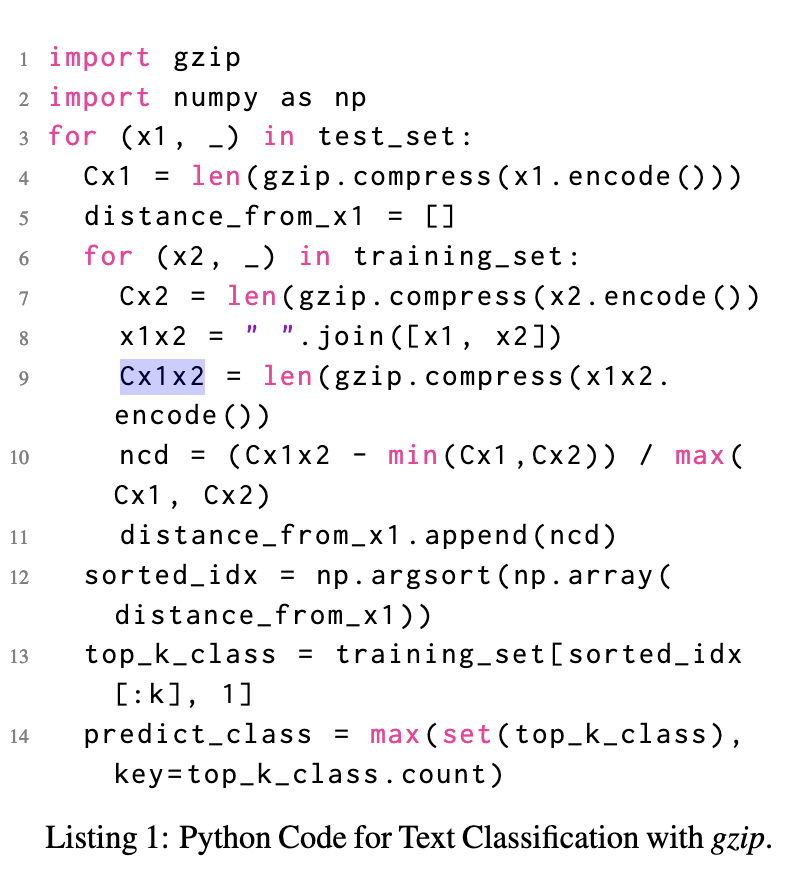 1 import gzip
2 import numpy as np
3 for (x1, _) in test_set:
4 Cx1 = len(gzip.compress(x1.encode()))
5 distance_from_x1 = []
6 for (x2, _) in training_set:
7 Cx2 = len(gzip.compress(x2.encode())
8 x1x2 = " ".join([x1, x2])
9 Cx1x2 = len(gzip.compress(x1x2.
encode())
10 ncd = (Cx1x2 - min(Cx1,Cx2)) / max(
Cx1, Cx2)
11 distance_from_x1.append(ncd)
12 sorted_idx = np.argsort(np.array(
distance_from_x1))
13 top_k_class = training_set[sorted_idx
[:k], 1]
14 predict_class = max(set(top_k_class),
key=top_k_class.count)
Listing 1: Python Code for Text Classification with gzip.